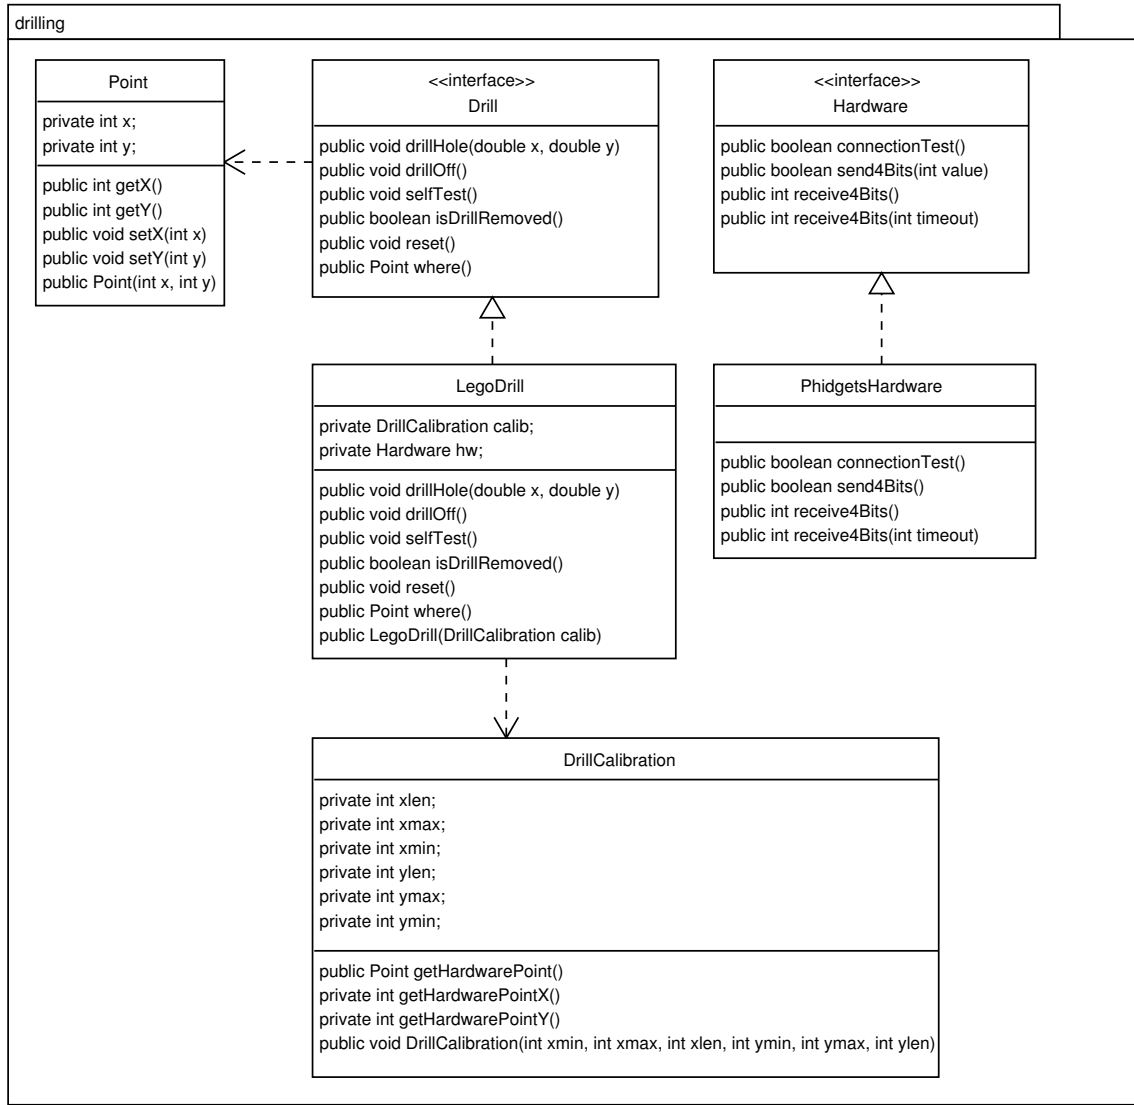 drilling
Point
private int x;
private int y;
public int getX()
public int getY()
public void setX(int x)
public void setY(int y)
public Point(int x, int y)
<<interface>>
Drill
public void drillHole(double x, double y)
public void drillOff()
public void selfTest()
public boolean isDrillRemoved()
public void reset()
public Point where()
<<interface>>
Hardware
public boolean connectionTest()
public boolean send4Bits(int value)
public int receive4Bits()
public int receive4Bits(int timeout)
LegoDrill
private DrillCalibration calib;
private Hardware hw;
public void drillHole(double x, double y)
public void drillOff()
public void selfTest()
public boolean isDrillRemoved()
public void reset()
public Point where()
public LegoDrill(DrillCalibration calib)
PhidgetsHardware
public boolean connectionTest()
public boolean send4Bits()
public int receive4Bits()
public int receive4Bits(int timeout)
DrillCalibration
private int xlen;
private int xmax;
private int xmin;
private int ylen;
private int ymax;
private int ymin;
public Point getHardwarePoint()
private int getHardwarePointX()
private int getHardwarePointY()
public void DrillCalibration(int xmin, int xmax, int xlen, int ymin, int ymax, int ylen)